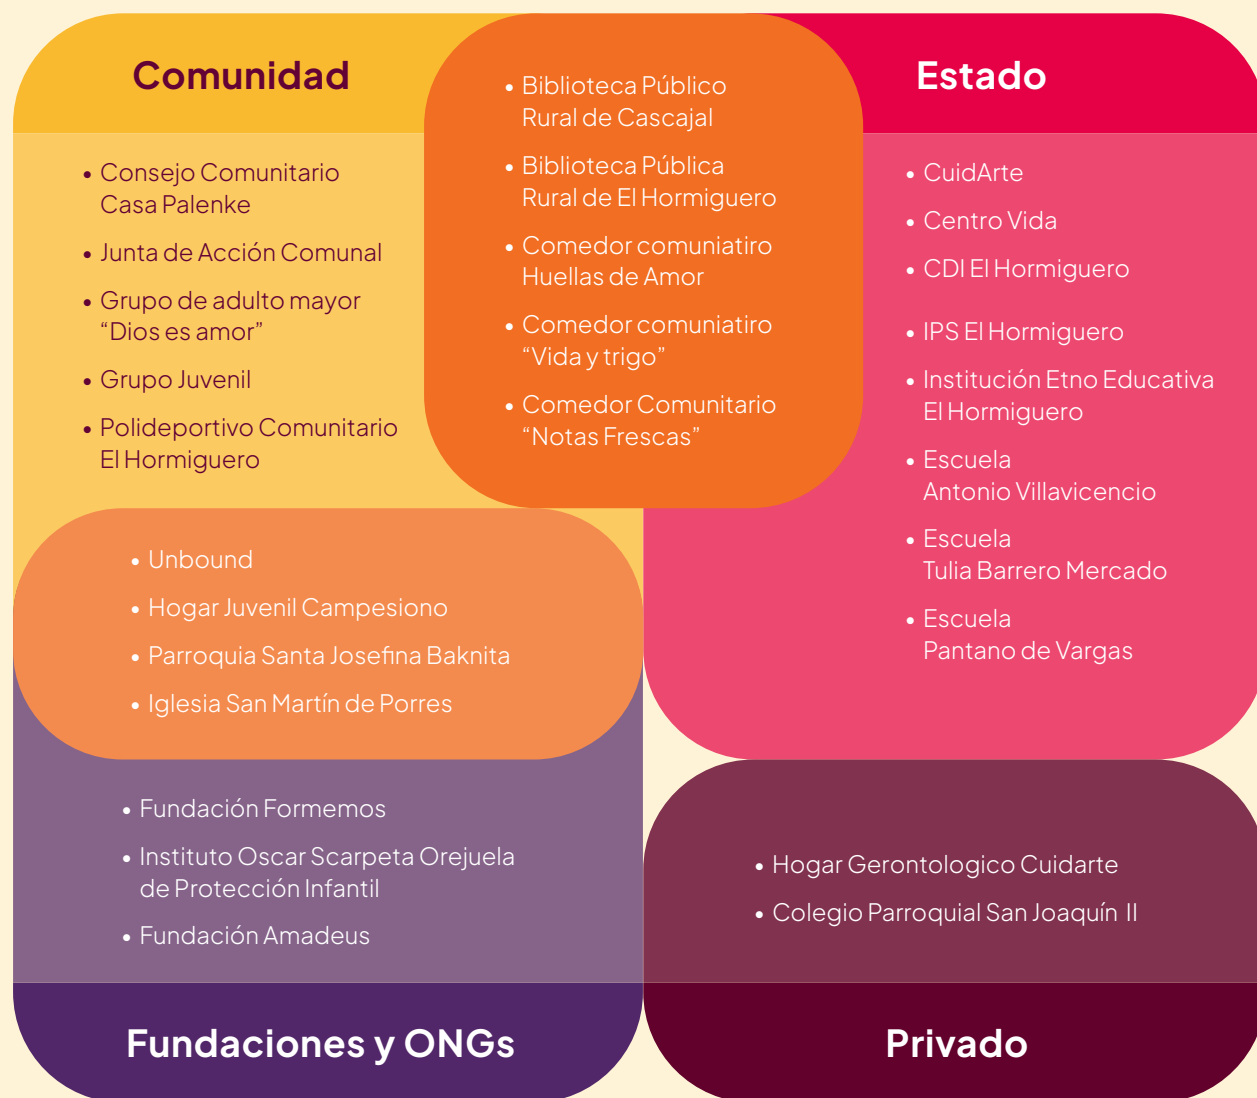 Comunidad
• Consejo Comunitario
Casa Palenke
• Junta de Acción Comunal
• Grupo de adulto mayor
“Dios es amor”
• Grupo Juvenil
• Polideportivo Comunitario
El Hormiguero
• Biblioteca Público
Rural de Cascajal
• Biblioteca Pública
Rural de El Hormiguero
• Comedor comuniatiro
Huellas de Amor
• Comedor comuniatiro
“Vida y trigo”
• Comedor Comunitario
“Notas Frescas”
Estado
• CuidArte
• Centro Vida
• CDI El Hormiguero
• IPS El Hormiguero
• Institución Etno Educativa
El Hormiguero
• Escuela
Antonio Villavicencio
• Escuela
Tulia Barrero Mercado
• Escuela
Pantano de Vargas
• Unbound
• Hogar Juvenil Campesiono
• Parroquia Santa Josefina Baknita
• Iglesia San Martín de Porres
• Fundación Formemos
• Instituto Oscar Scarpeta Orejuela
de Protección Infantil
• Fundación Amadeus
Fundaciones y ONGs
• Hogar Gerontologico Cuidarte
• Colegio Parroquial San Joaquín II
Privado